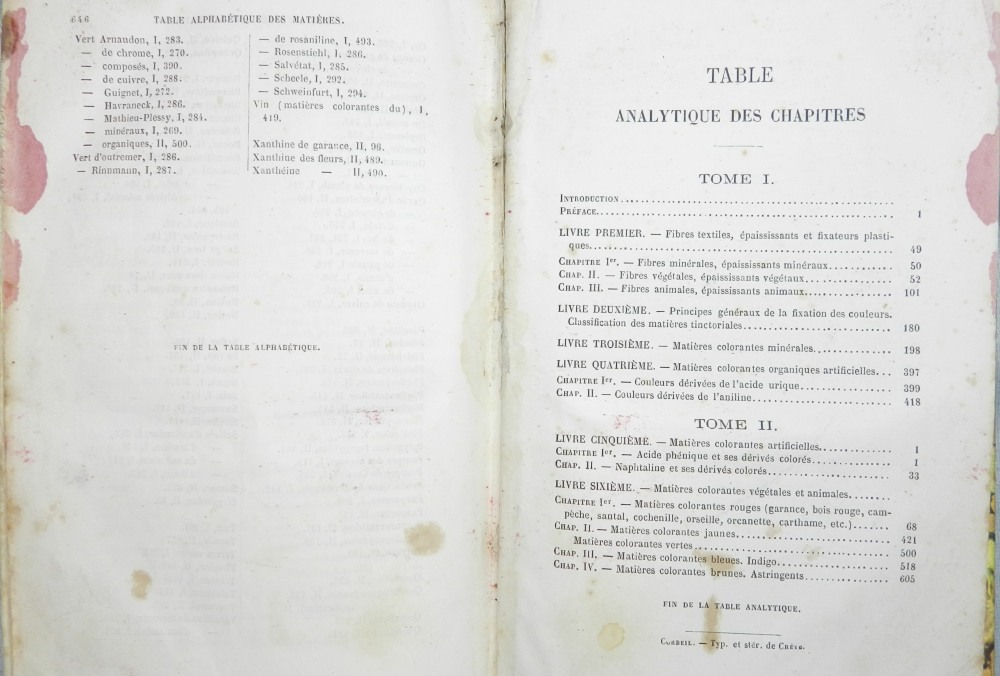 646 TABLE ALPHABÉTIQUE DES MATIÈRES.
Vert Arnaudon, I, 283.
— de chrome, I, 270.
— composés, I, 390.
— de cuivre, I, 288.
— Guignet, I, 272.
— Havraneck, I, 286.
— Mathieu-Plessy, I, 284.
— minéraux, I, 269.
— organiques, II, 500.
Vert d'outremer, I, 286.
— Rinnmann, I, 287.
— de rosaniline, I, 493.
— Rosenstiehl, I, 286.
— Salvétat, I, 285.
— Scheele, I, 292.
— Schweinfurt, I, 294.
Vin (matières colorantes du), I,
419.
Xanthine de garance, II, 96.
Xanthine des fleurs, II, 489.
Xanthéine — II, 490.
FIN DE LA TABLE ALPHABÉTIQUE.
TABLE
ANALYTIQUE DES CHAPITRES
TOME I.
INTRODUCTION
PRÉFACE 1
LIVRE PREMIER. — Fibres textiles, épaississants et fixateurs plasti-
ques 49
CHAPITRE Ier. — Fibres minérales, épaississants minéraux 50
CHAP. II. — Fibres végétales, épaississants végétaux 52
CHAP. III. — Fibres animales, épaississants animaux 101
LIVRE DEUXIÈME. — Principes généraux de la fixation des couleurs.
Classification des matières tinctoriales 180
LIVRE TROISIÈME. — Matières colorantes minérales 198
LIVRE QUATRIÈME. — Matières colorantes organiques artificielles 397
CHAPITRE Ier. — Couleurs dérivées de l'acide urique 399
CHAP. II. — Couleurs dérivées de l'aniline 418
TOME II.
LIVRE CINQUIÈME. — Matières colorantes artificielles 1
CHAPITRE Ier. — Acide phénique et ses dérivés colorés 1
CHAP. II. — Naphtaline et ses dérivés colorés 33
LIVRE SIXIÈME. — Matières colorantes végétales et animales
CHAPITRE Ier. — Matières colorantes rouges (garance, bois rouge, cam-
pêche, santal, cochenille, orseille, orcanette, carthame, etc.) 68
CHAP. II. — Matières colorantes jaunes 421
Matières colorantes vertes 500
CHAP. III. — Matières colorantes bleues. Indigo 518
CHAP. IV. — Matières colorantes brunes. Astringents 605
FIN DE LA TABLE ANALYTIQUE.
CORBEIL. — Typ. et stér. de CRÉTÉ.